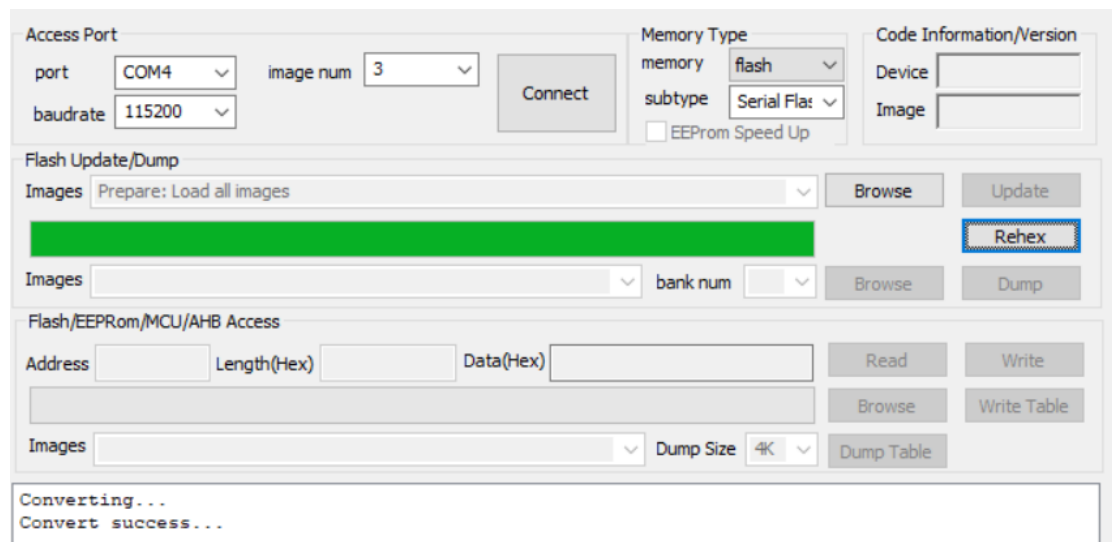 Access Port
port COM4 image num 3 Connect
baudrate 115200
Memory Type
memory flash
subtype Serial Flas
EEProm Speed Up
Code Information/Version
Device
Image
Flash Update/Dump
Images Prepare: Load all images Browse Update
Rehex
Images bank num Browse Dump
Flash/EEPRom/MCU/AHB Access
Address Length(Hex) Data(Hex) Read Write
Browse Write Table
Images Dump Size 4K Dump Table
Converting...
Convert success...